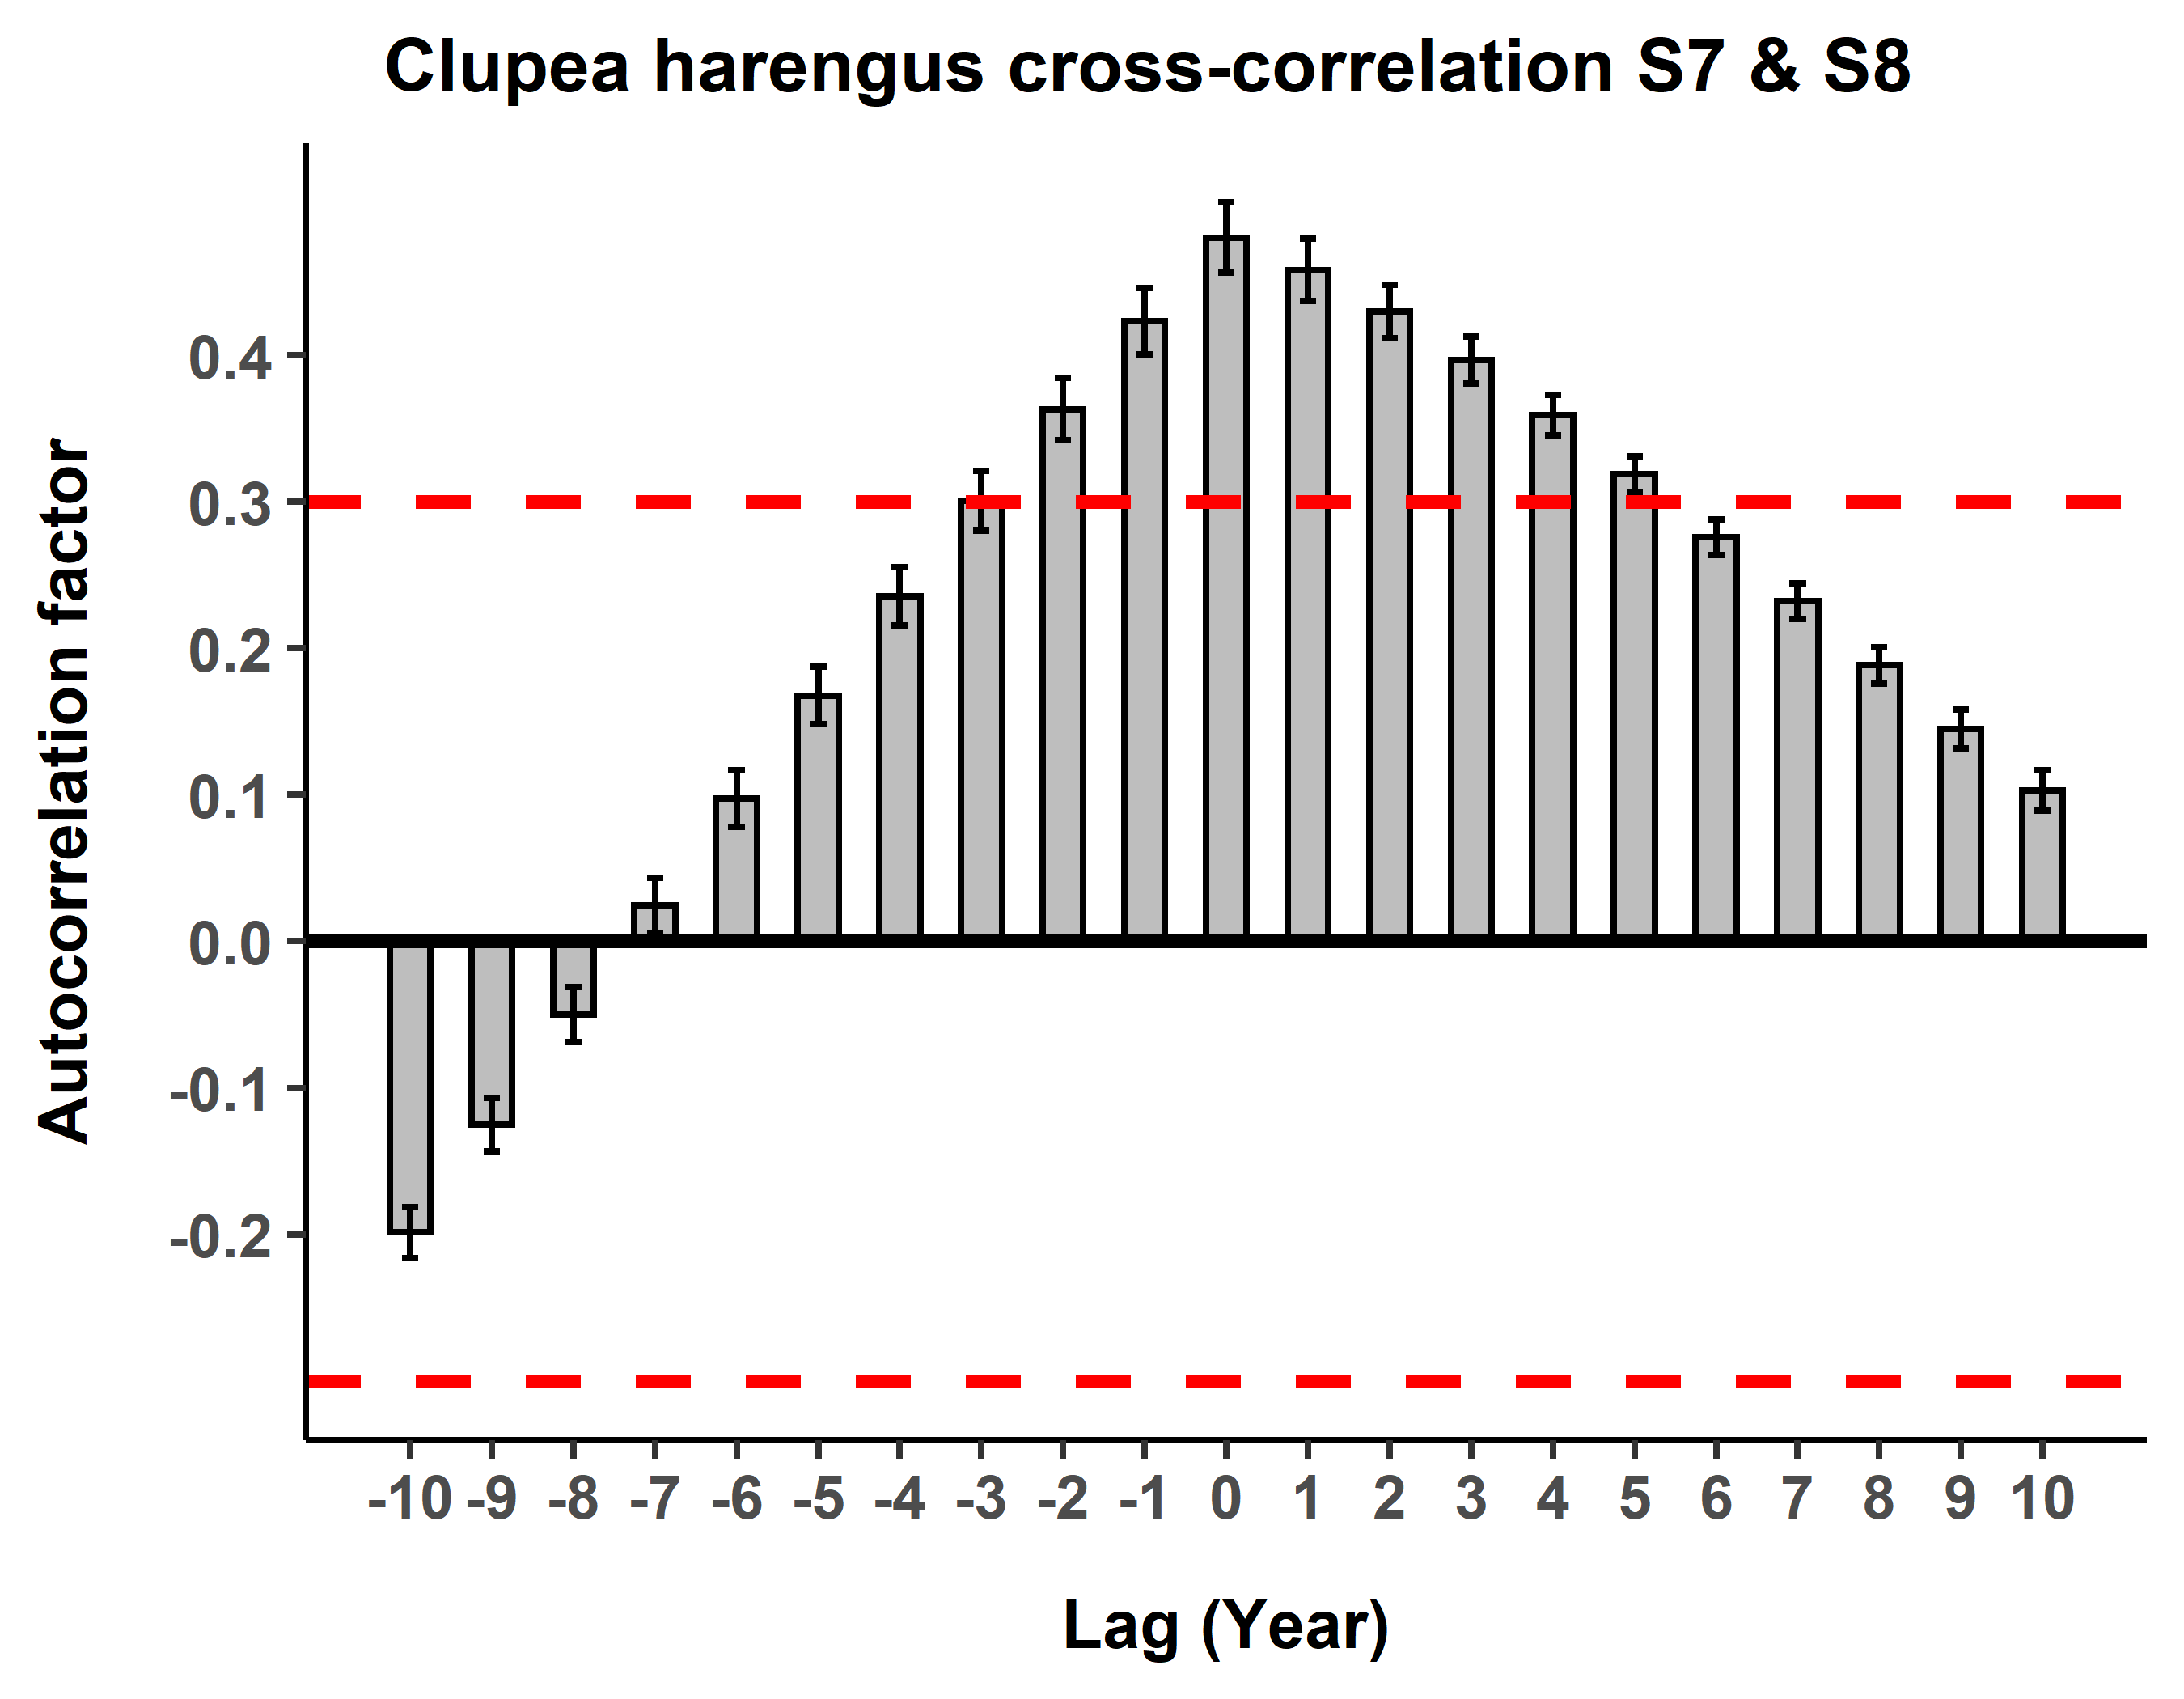 Clupea harengus cross-correlation S7 & S8
Autocorrelation factor
0.4
0.3
0.2
0.1
0.0
-0.1
-0.2
-10 -9 -8 -7 -6 -5 -4 -3 -2 -1 0 1 2 3 4 5 6 7 8 9 10
Lag (Year)